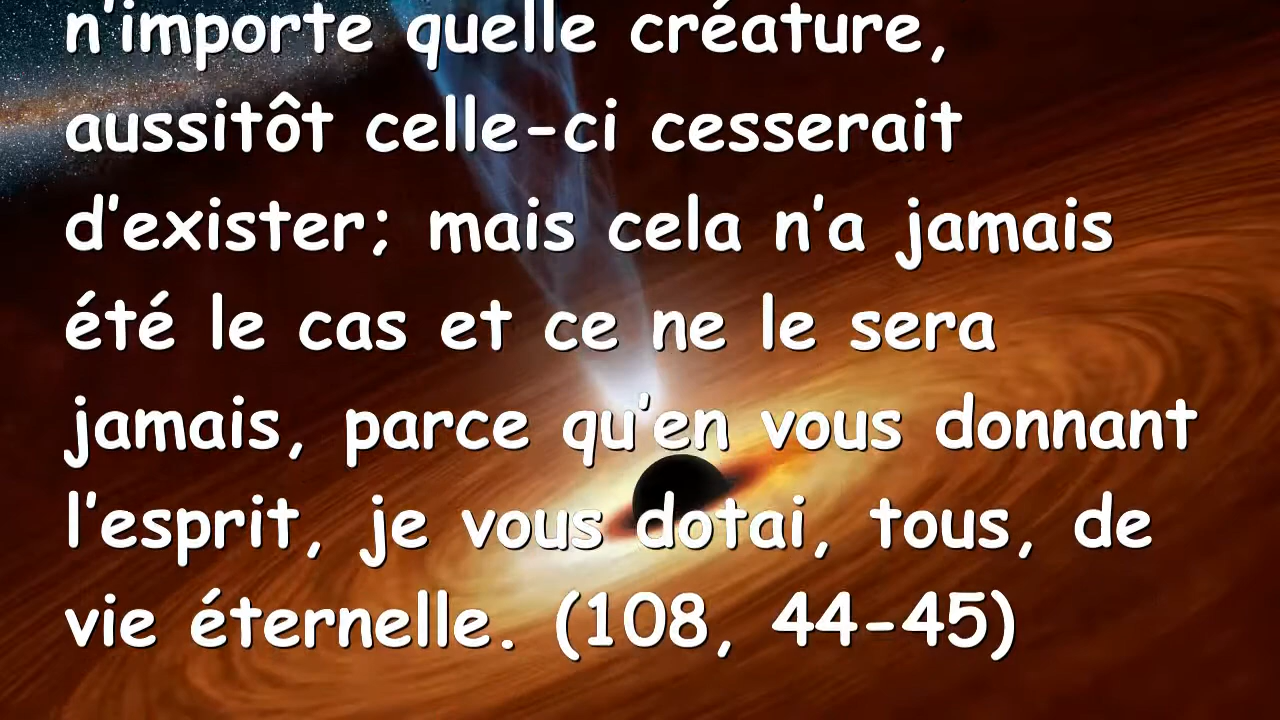 n'importe quelle créature,
aussitôt celle-ci cesserait
d'exister; mais cela n'a jamais
été le cas et ce ne le sera
jamais, parce qu'en vous donnant
l'esprit, je vous dotai, tous, de
vie éternelle. (108, 44-45)